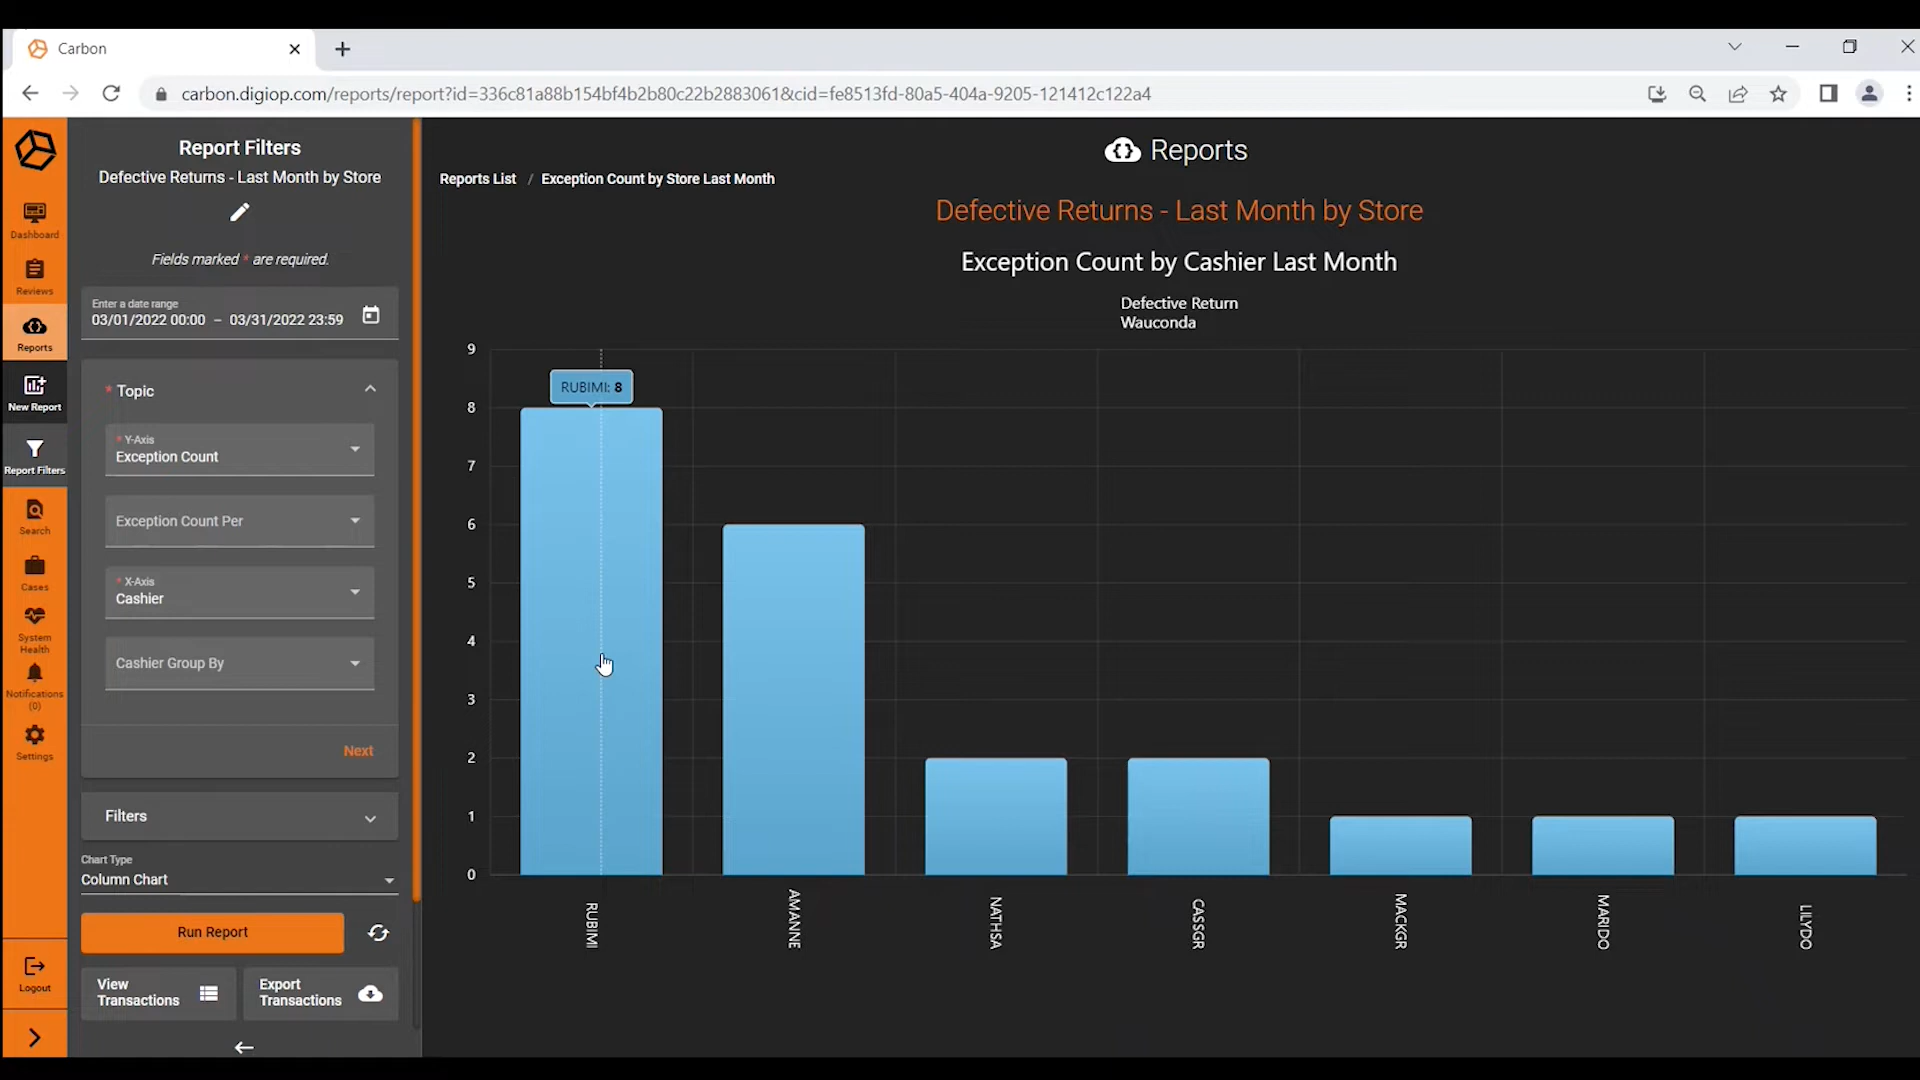 Carbon
carbon.digiop.com/reports/report?id=336c81a88b154bf4b2b80c22b2883061&cid=fe8513fd-80a5-404a-9205-121412c122a4
Dashboard
Reviews
Reports
New Report
Report Filters
Search
Cases
System
Health
Notifications
(0)
Settings
Logout
Report Filters
Defective Returns - Last Month by Store
Fields marked * are required.
Enter a date range
03/01/2022 00:00 – 03/31/2022 23:59
* Topic
* Y-Axis
Exception Count
Exception Count Per
* X-Axis
Cashier
Cashier Group By
Next
Filters
Chart Type
Column Chart
Run Report
View
Transactions
Export
Transactions
Reports
Reports List / Exception Count by Store Last Month
Defective Returns - Last Month by Store
Exception Count by Cashier Last Month
Defective Return
Wauconda
9
8
7
6
5
4
3
2
1
0
RUBIMI: 8
RUBIMI
AMANNE
NATHSA
CASSGR
MACKGR
MARIDO
LILYDO